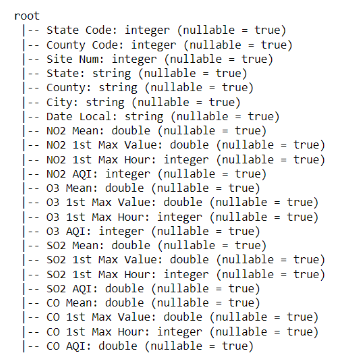 root
 |-- State Code: integer (nullable = true)
 |-- County Code: integer (nullable = true)
 |-- Site Num: integer (nullable = true)
 |-- State: string (nullable = true)
 |-- County: string (nullable = true)
 |-- City: string (nullable = true)
 |-- Date Local: string (nullable = true)
 |-- NO2 Mean: double (nullable = true)
 |-- NO2 1st Max Value: double (nullable = true)
 |-- NO2 1st Max Hour: integer (nullable = true)
 |-- NO2 AQI: integer (nullable = true)
 |-- O3 Mean: double (nullable = true)
 |-- O3 1st Max Value: double (nullable = true)
 |-- O3 1st Max Hour: integer (nullable = true)
 |-- O3 AQI: integer (nullable = true)
 |-- SO2 Mean: double (nullable = true)
 |-- SO2 1st Max Value: double (nullable = true)
 |-- SO2 1st Max Hour: integer (nullable = true)
 |-- SO2 AQI: double (nullable = true)
 |-- CO Mean: double (nullable = true)
 |-- CO 1st Max Value: double (nullable = true)
 |-- CO 1st Max Hour: integer (nullable = true)
 |-- CO AQI: double (nullable = true)